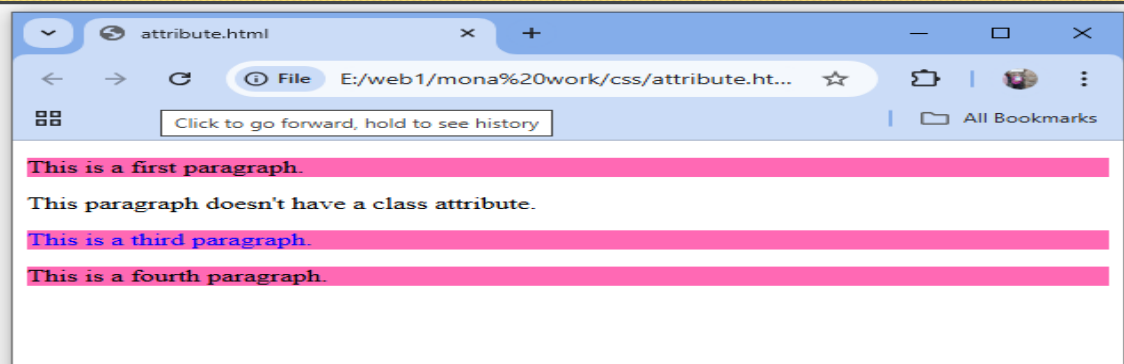 attribute.html
File E:/web1/mona%20work/css/attribute.ht...
Click to go forward, hold to see history
All Bookmarks
This is a first paragraph.
This paragraph doesn't have a class attribute.
This is a third paragraph.
This is a fourth paragraph.